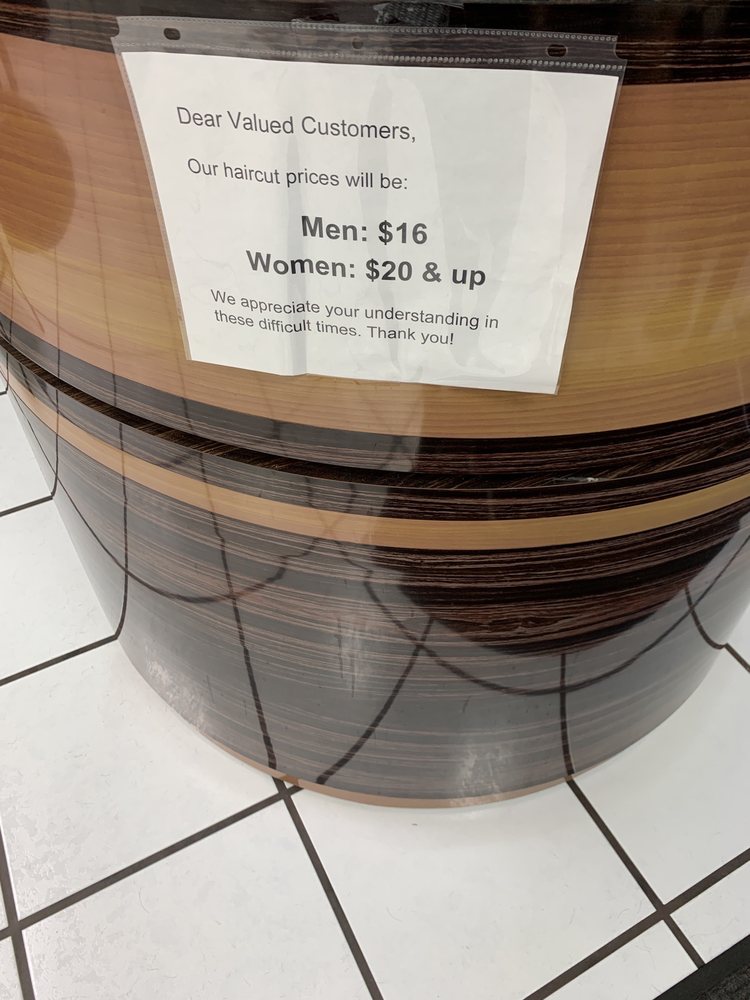 Dear Valued Customers,
Our haircut prices will be:
Men: $16
Women: $20 & up
We appreciate your understanding in
these difficult times. Thank you!